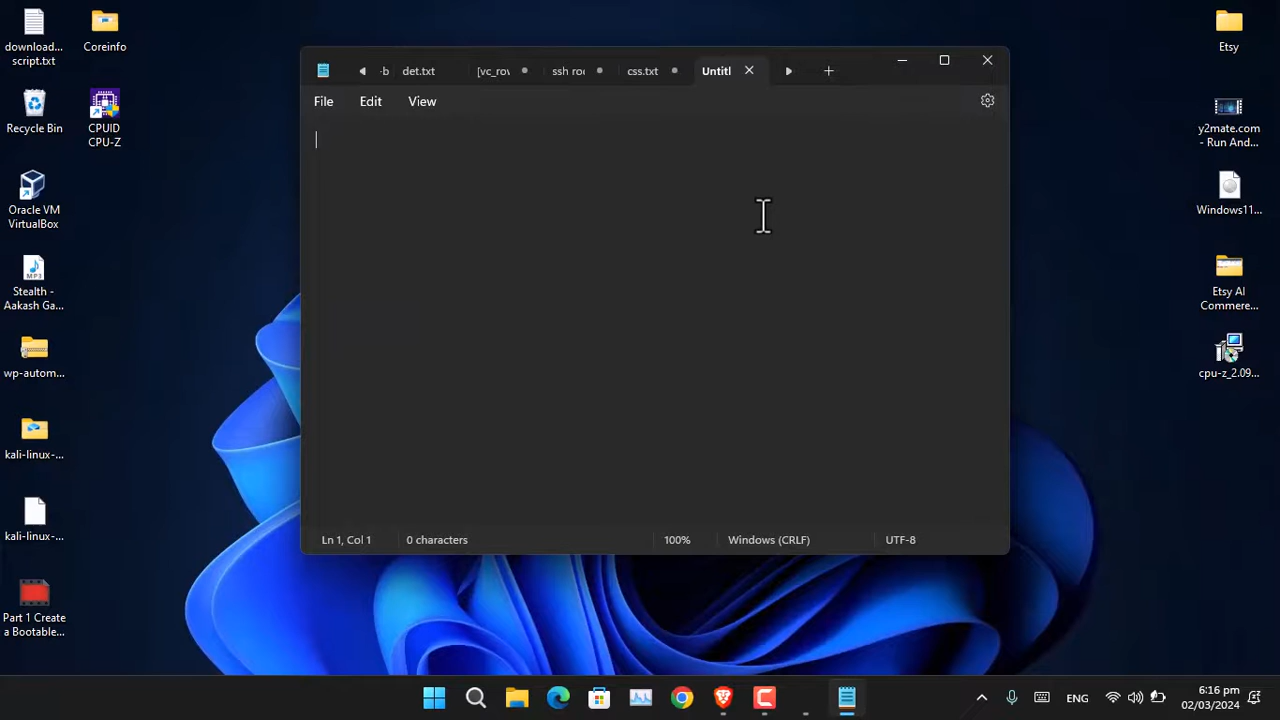 download...
script.txt
Coreinfo
Recycle Bin
CPUID
CPU-Z
Oracle VM
VirtualBox
Stealth -
Aakash Ga...
wp-autom...
kali-linux-...
kali-linux-...
Part 1 Create
a Bootable...
det.txt
ssh roo
css.txt
Untitl
File
Edit
View
Ln 1, Col 1
0 characters
100%
Windows (CRLF)
UTF-8
Etsy
y2mate.com
- Run And...
Windows11...
Etsy AI
Commere...
cpu-z_2.09...
ENG
6:16 pm
02/03/2024